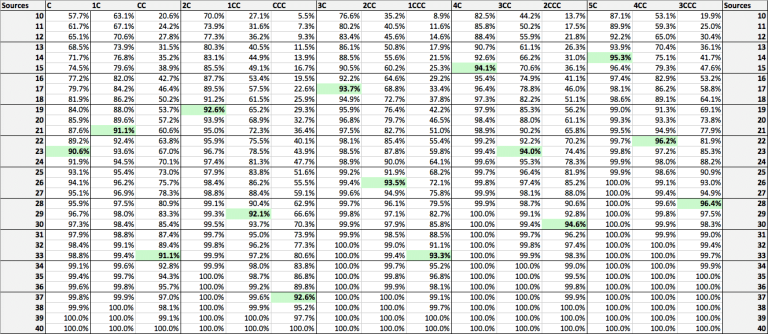 Sources C 1C CC 2C 1CC CCC 3C 2CC 1CCC 4C 3CC 2CCC 5C 4CC 3CCC Sources
10 57.7% 63.1% 20.6% 70.0% 27.1% 5.5% 76.6% 35.2% 8.9% 82.5% 44.2% 13.7% 87.1% 53.1% 19.9% 10
11 61.7% 67.1% 24.2% 73.9% 31.6% 7.3% 80.2% 40.5% 11.6% 85.8% 50.2% 17.5% 89.9% 59.3% 25.0% 11
12 65.1% 70.6% 27.8% 77.3% 36.2% 9.3% 83.4% 45.6% 14.6% 88.4% 55.9% 21.8% 92.2% 65.0% 30.4% 12
13 68.5% 73.9% 31.5% 80.3% 40.5% 11.5% 86.1% 50.8% 17.9% 90.7% 61.1% 26.3% 93.9% 70.4% 36.1% 13
14 71.7% 76.8% 35.2% 83.1% 44.9% 13.9% 88.5% 55.6% 21.5% 92.6% 66.2% 31.0% 95.3% 75.1% 41.7% 14
15 74.5% 79.6% 38.9% 85.5% 49.1% 16.7% 90.5% 60.2% 25.3% 94.1% 70.6% 36.1% 96.4% 79.3% 47.6% 15
16 77.2% 82.0% 42.7% 87.7% 53.4% 19.5% 92.2% 64.6% 29.2% 95.4% 74.9% 41.1% 97.4% 82.9% 53.2% 16
17 79.7% 84.2% 46.4% 89.5% 57.5% 22.6% 93.7% 68.8% 33.4% 96.4% 78.8% 46.0% 98.1% 86.2% 58.8% 17
18 81.9% 86.2% 50.2% 91.2% 61.5% 25.9% 94.9% 72.7% 37.8% 97.3% 82.2% 51.1% 98.6% 89.1% 64.1% 18
19 84.0% 88.0% 53.7% 92.6% 65.2% 29.3% 95.9% 76.4% 42.2% 97.9% 85.3% 56.2% 99.0% 91.3% 69.1% 19
20 85.9% 89.6% 57.2% 93.9% 68.9% 32.7% 96.8% 79.7% 46.5% 98.4% 88.0% 61.1% 99.3% 93.3% 73.8% 20
21 87.6% 91.1% 60.6% 95.0% 72.3% 36.4% 97.5% 82.7% 51.0% 98.9% 90.2% 65.8% 99.5% 94.9% 77.9% 21
22 89.2% 92.4% 63.8% 95.9% 75.5% 40.1% 98.1% 85.4% 55.4% 99.2% 92.2% 70.2% 99.7% 96.2% 81.9% 22
23 90.6% 93.6% 67.0% 96.7% 78.5% 43.9% 98.5% 87.8% 59.8% 99.4% 94.0% 74.4% 99.8% 97.2% 85.3% 23
24 91.9% 94.5% 70.1% 97.4% 81.3% 47.7% 98.9% 90.0% 64.1% 99.6% 95.3% 78.3% 99.9% 98.0% 88.2% 24
25 93.1% 95.4% 73.0% 97.9% 83.8% 51.6% 99.2% 91.9% 68.2% 99.7% 96.4% 81.9% 99.9% 98.6% 90.9% 25
26 94.1% 96.2% 75.7% 98.4% 86.2% 55.5% 99.4% 93.5% 72.1% 99.8% 97.4% 85.2% 100.0% 99.1% 93.0% 26
27 95.1% 96.9% 78.3% 98.8% 88.4% 59.1% 99.6% 94.9% 75.8% 99.9% 98.1% 88.0% 100.0% 99.4% 94.9% 27
28 95.9% 97.5% 80.9% 99.1% 90.4% 62.9% 99.7% 96.1% 79.5% 99.9% 98.7% 90.6% 100.0% 99.6% 96.4% 28
29 96.7% 98.0% 83.3% 99.3% 92.1% 66.6% 99.8% 97.1% 82.7% 100.0% 99.1% 92.8% 100.0% 99.8% 97.5% 29
30 97.3% 98.4% 85.4% 99.5% 93.7% 70.3% 99.9% 97.9% 85.8% 100.0% 99.4% 94.6% 100.0% 99.9% 98.3% 30
31 97.9% 98.8% 87.4% 99.7% 95.0% 73.9% 99.9% 98.5% 88.5% 100.0% 99.7% 96.2% 100.0% 99.9% 99.0% 31
32 98.4% 99.1% 89.4% 99.8% 96.2% 77.3% 100.0% 99.0% 91.1% 100.0% 99.8% 97.4% 100.0% 100.0% 99.4% 32
33 98.8% 99.4% 91.1% 99.9% 97.2% 80.6% 100.0% 99.4% 93.3% 100.0% 99.9% 98.3% 100.0% 100.0% 99.7% 33
34 99.1% 99.6% 92.8% 99.9% 98.0% 83.8% 100.0% 99.7% 95.2% 100.0% 100.0% 99.0% 100.0% 100.0% 99.9% 34
35 99.4% 99.7% 94.3% 100.0% 98.7% 86.8% 100.0% 99.8% 96.8% 100.0% 100.0% 99.5% 100.0% 100.0% 100.0% 35
36 99.6% 99.8% 95.7% 100.0% 99.2% 89.8% 100.0% 99.9% 98.1% 100.0% 100.0% 99.8% 100.0% 100.0% 100.0% 36
37 99.8% 99.9% 97.0% 100.0% 99.6% 92.6% 100.0% 100.0% 99.1% 100.0% 100.0% 99.9% 100.0% 100.0% 100.0% 37
38 99.9% 100.0% 98.1% 100.0% 99.9% 95.2% 100.0% 100.0% 99.7% 100.0% 100.0% 100.0% 100.0% 100.0% 100.0% 38
39 100.0% 100.0% 99.1% 100.0% 100.0% 97.7% 100.0% 100.0% 100.0% 100.0% 100.0% 100.0% 100.0% 100.0% 100.0% 39
40 100.0% 100.0% 100.0% 100.0% 100.0% 100.0% 100.0% 100.0% 100.0% 100.0% 100.0% 100.0% 100.0% 100.0% 100.0% 40